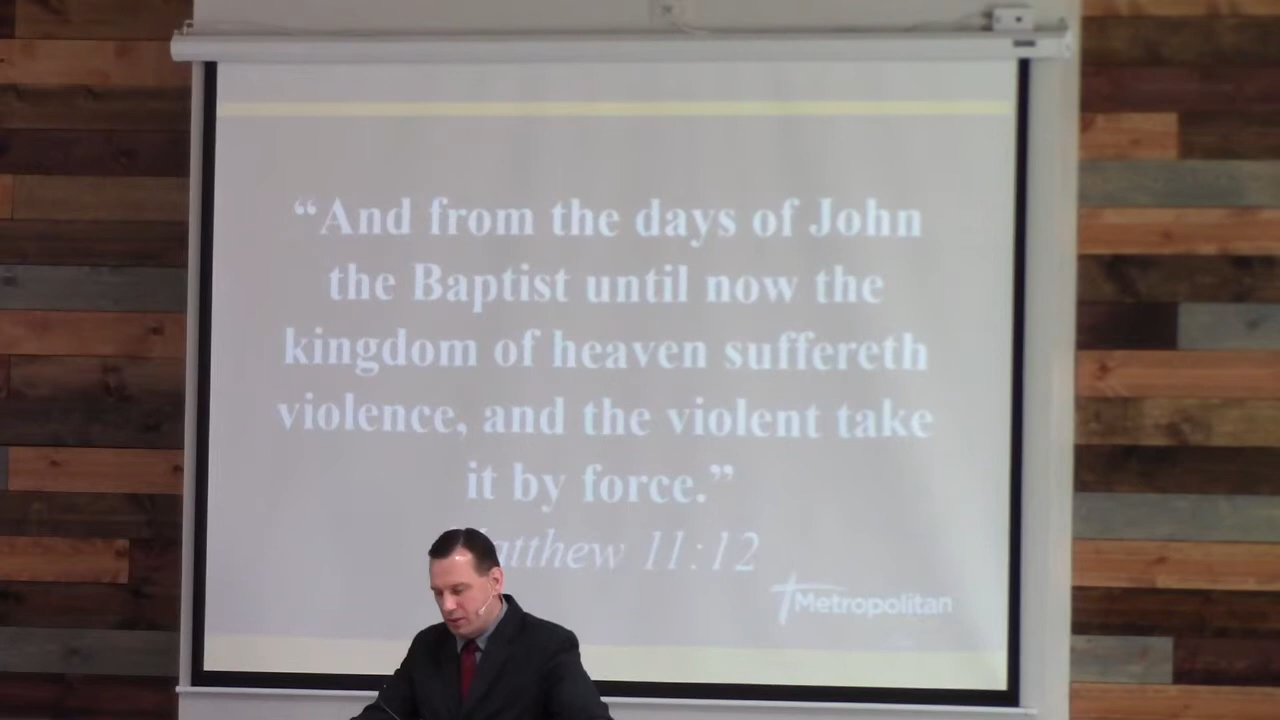 “And from the days of John
the Baptist until now the
kingdom of heaven suffereth
violence, and the violent take
it by force.”
Matthew 11:12
Metropolitan